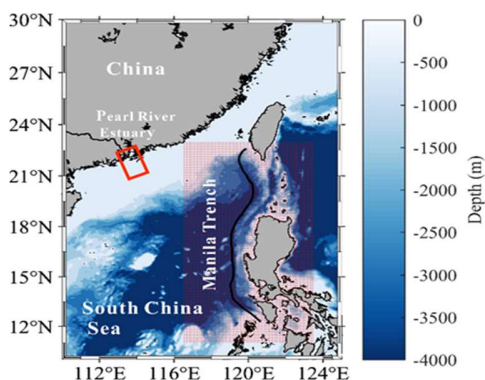 30°N
27°N
24°N
21°N
18°N
15°N
12°N
China
Pearl River
Estuary
Manila Trench
South China
Sea
112°E
116°E
120°E
124°E
0
-500
-1000
-1500
-2000
-2500
-3000
-3500
-4000
Depth (m)